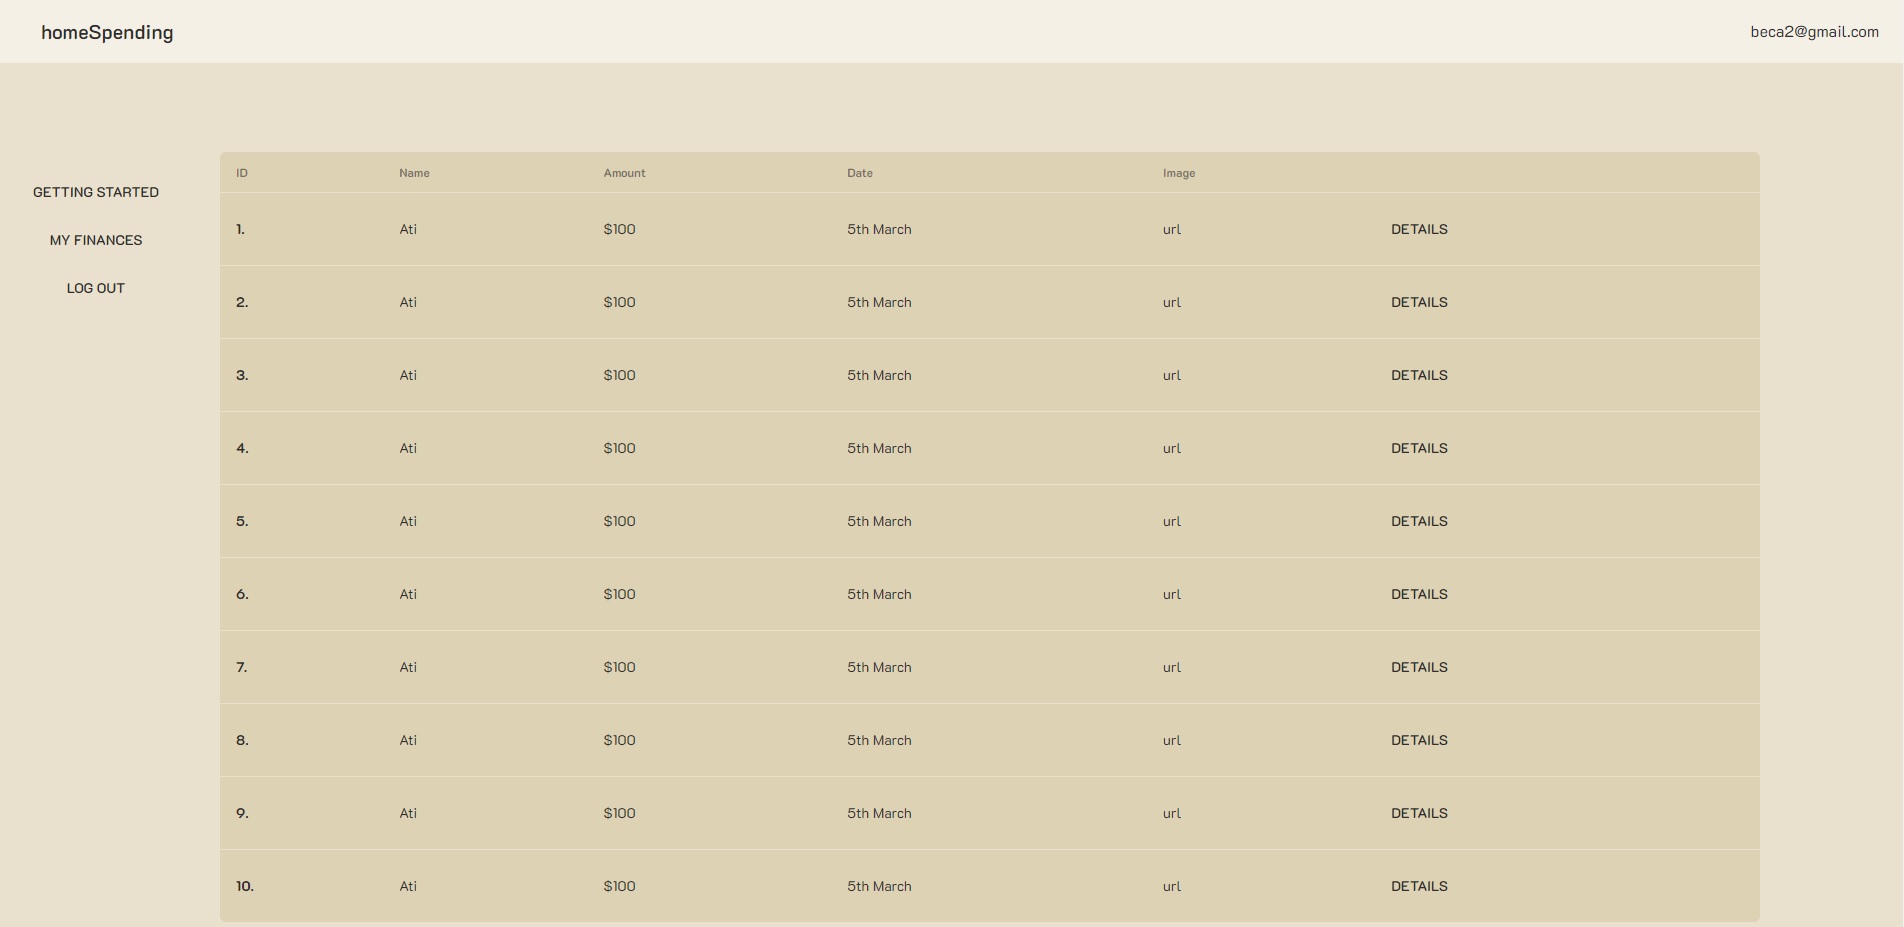 homeSpending
beca2@gmail.com
GETTING STARTED
MY FINANCES
LOG OUT
ID Name Amount Date Image
1. Ati $100 5th March url DETAILS
2. Ati $100 5th March url DETAILS
3. Ati $100 5th March url DETAILS
4. Ati $100 5th March url DETAILS
5. Ati $100 5th March url DETAILS
6. Ati $100 5th March url DETAILS
7. Ati $100 5th March url DETAILS
8. Ati $100 5th March url DETAILS
9. Ati $100 5th March url DETAILS
10. Ati $100 5th March url DETAILS